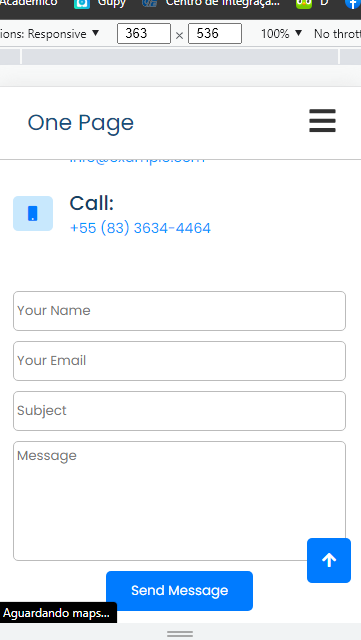 Acadêmico Gupy Centro de Integraça... D
ions: Responsive ▼ 363 × 536 100% ▼ No thrott
One Page
info@example.com
Call:
+55 (83) 3634-4464
Your Name
Your Email
Subject
Message
Send Message
Aguardando maps...